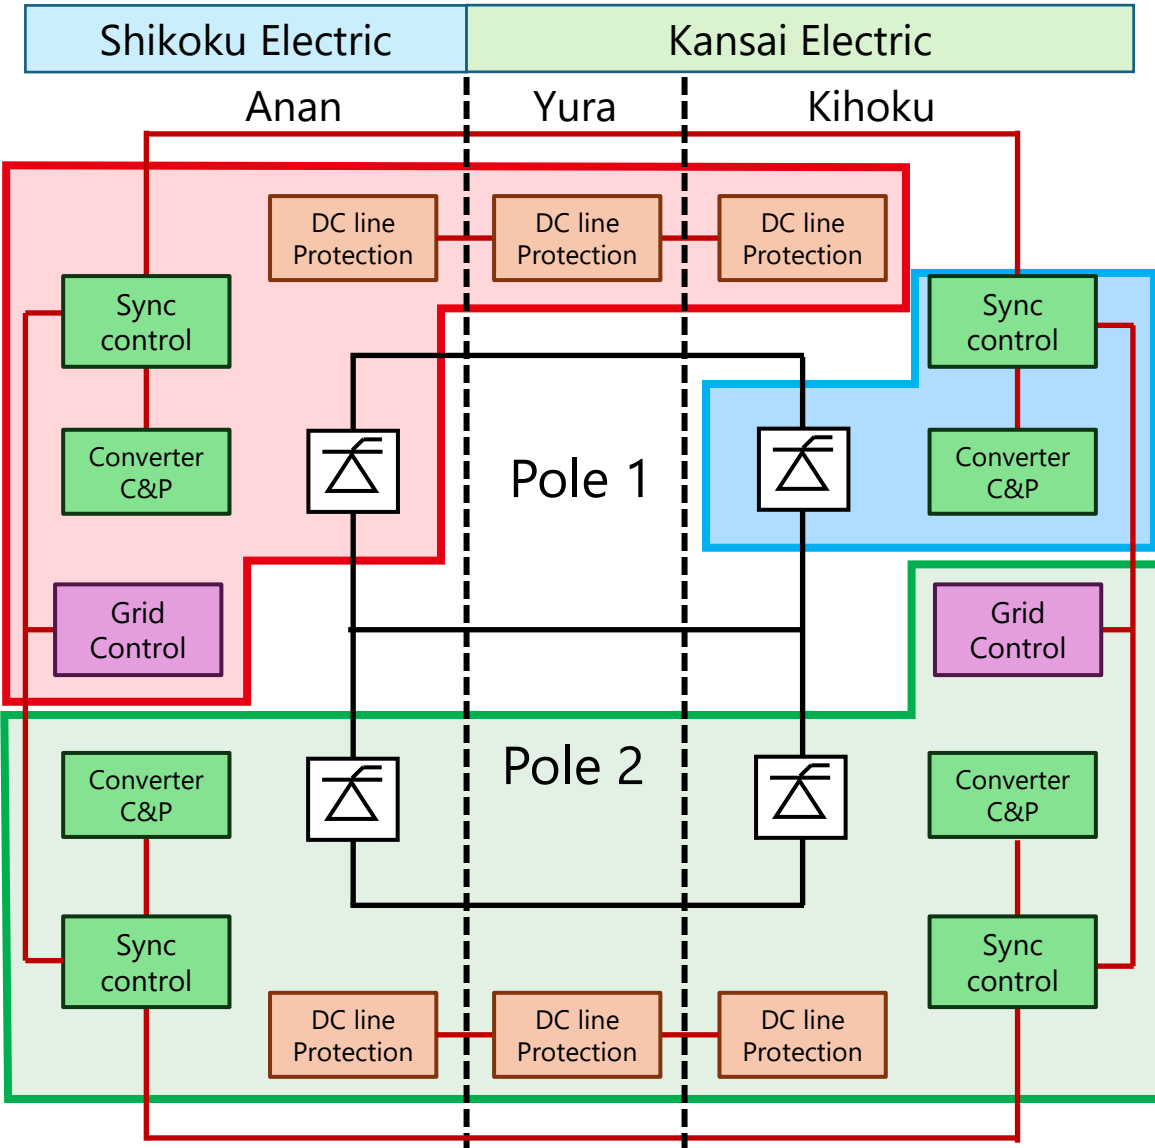 Shikoku Electric
Kansai Electric
Anan
Yura
Kihoku
DC line
Protection
DC line
Protection
DC line
Protection
Sync
control
Sync
control
Converter
C&P
Pole 1
Converter
C&P
Grid
Control
Grid
Control
Converter
C&P
Pole 2
Converter
C&P
Sync
control
Sync
control
DC line
Protection
DC line
Protection
DC line
Protection